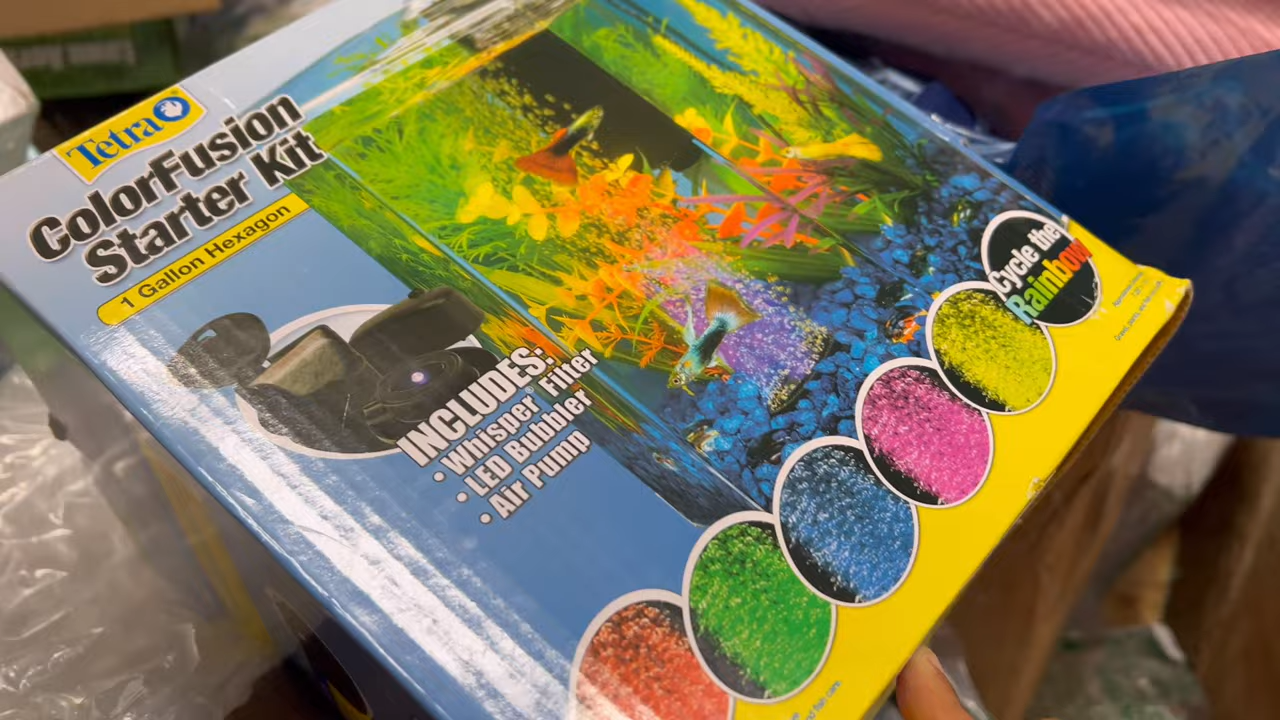 Tetra
ColorFusion
Starter Kit
1 Gallon Hexagon
INCLUDES:
• Whisper® Filter
• LED Bubbler
• Air Pump
Cycle the
Rainbow